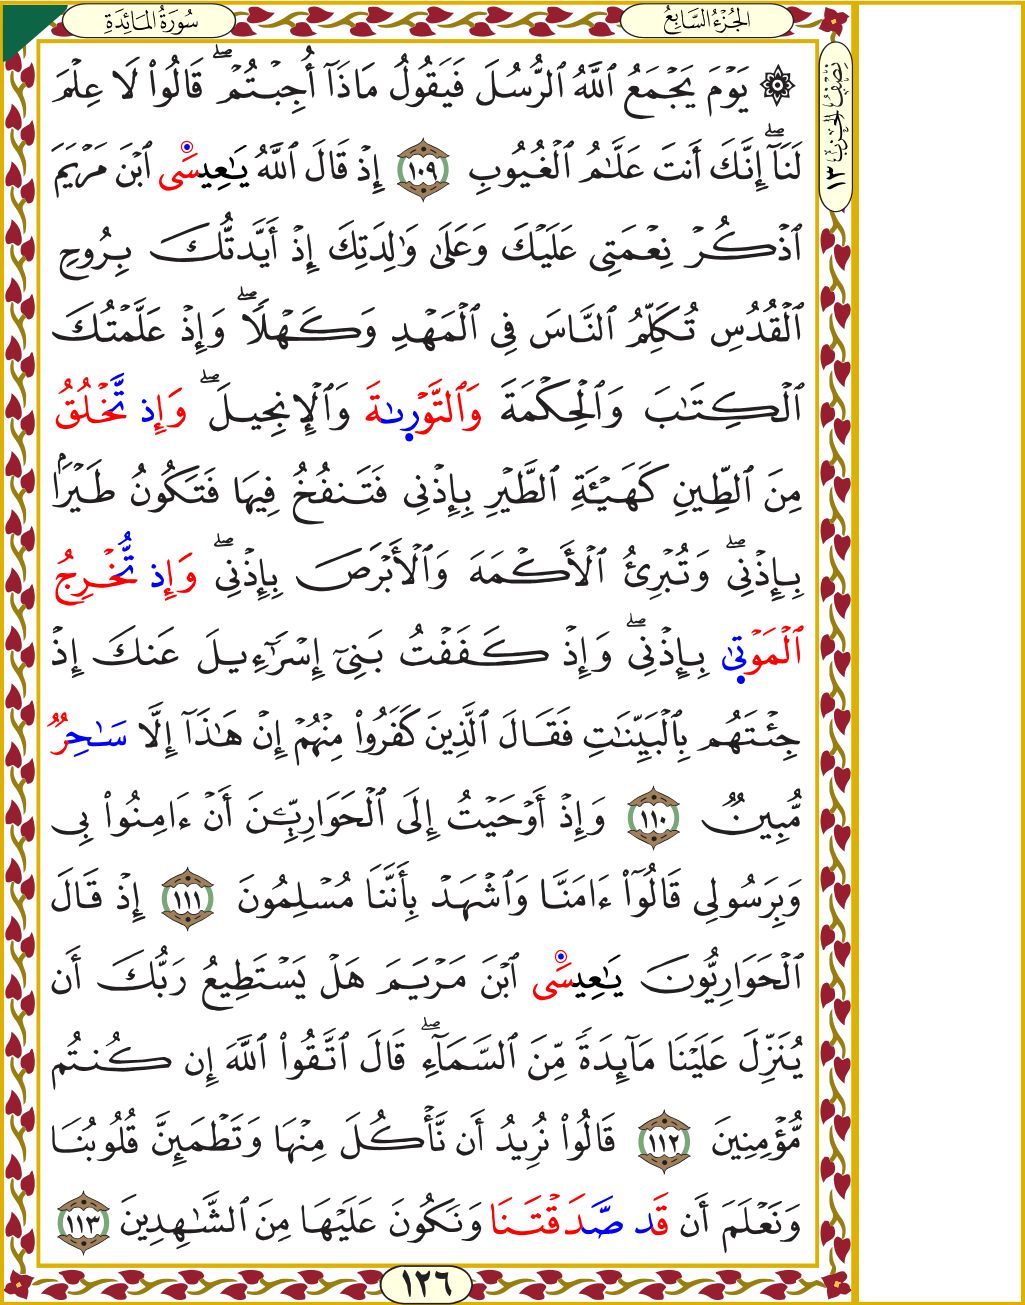 سُورَةُ المَائِدَةِ
الجُزْءُ السَّابِعُ
نِصْفُ الحِزْبِ ١٣
۞ يَوْمَ يَجْمَعُ ٱللَّهُ ٱلرُّسُلَ فَيَقُولُ مَاذَآ أُجِبْتُمْ ۖ قَالُوا۟ لَا عِلْمَ
لَنَآ ۖ إِنَّكَ أَنتَ عَلَّـٰمُ ٱلْغُيُوبِ ١٠٩ إِذْ قَالَ ٱللَّهُ يَـٰعِيسَى ٱبْنَ مَرْيَمَ
ٱذْكُرْ نِعْمَتِى عَلَيْكَ وَعَلَىٰ وَٰلِدَتِكَ إِذْ أَيَّدتُّكَ بِرُوحِ
ٱلْقُدُسِ تُكَلِّمُ ٱلنَّاسَ فِى ٱلْمَهْدِ وَكَهْلًا ۖ وَإِذْ عَلَّمْتُكَ
ٱلْكِتَـٰبَ وَٱلْحِكْمَةَ وَٱلتَّوْرِىٰةَ وَٱلْإِنجِيلَ ۖ وَإِذ تَّخْلُقُ
مِنَ ٱلطِّينِ كَهَيْـَٔةِ ٱلطَّيْرِ بِإِذْنِى فَتَنفُخُ فِيهَا فَتَكُونُ طَيْرًۢا
بِإِذْنِى ۖ وَتُبْرِئُ ٱلْأَكْمَهَ وَٱلْأَبْرَصَ بِإِذْنِى ۖ وَإِذ تُّخْرِجُ
ٱلْمَوْتِىٰ بِإِذْنِى ۖ وَإِذْ كَفَفْتُ بَنِىٓ إِسْرَٰٓءِيلَ عَنكَ إِذْ
جِئْتَهُم بِٱلْبَيِّنَـٰتِ فَقَالَ ٱلَّذِينَ كَفَرُوا۟ مِنْهُمْ إِنْ هَـٰذَآ إِلَّا سَـٰحِرٌ
مُّبِينٌ ١١٠ وَإِذْ أَوْحَيْتُ إِلَى ٱلْحَوَارِيِّـۧنَ أَنْ ءَامِنُوا۟ بِى
وَبِرَسُولِى قَالُوٓا۟ ءَامَنَّا وَٱشْهَدْ بِأَنَّنَا مُسْلِمُونَ ١١١ إِذْ قَالَ
ٱلْحَوَارِيُّونَ يَـٰعِيسَى ٱبْنَ مَرْيَمَ هَلْ يَسْتَطِيعُ رَبُّكَ أَن
يُنَزِّلَ عَلَيْنَا مَآئِدَةً مِّنَ ٱلسَّمَآءِ ۖ قَالَ ٱتَّقُوا۟ ٱللَّهَ إِن كُنتُم
مُّؤْمِنِينَ ١١٢ قَالُوا۟ نُرِيدُ أَن نَّأْكُلَ مِنْهَا وَتَطْمَئِنَّ قُلُوبُنَا
وَنَعْلَمَ أَن قَد صَّدَقْتَنَا وَنَكُونَ عَلَيْهَا مِنَ ٱلشَّـٰهِدِينَ ١١٣
١٢٦